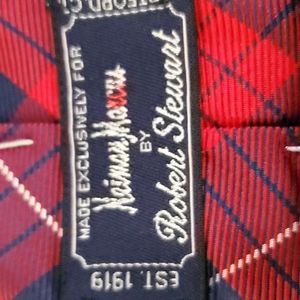 MADE EXCLUSIVELY FOR
Neiman Marcus
BY
Robert Stewart
EST. 1919